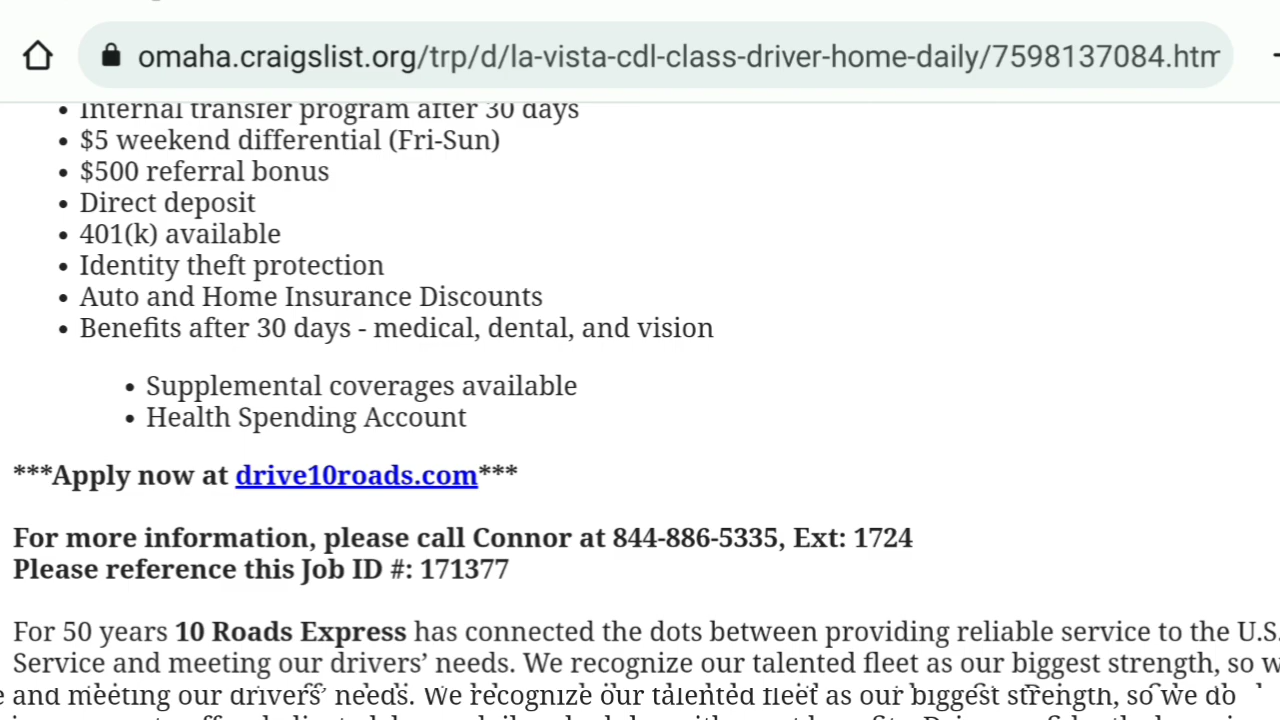 omaha.craigslist.org/trp/d/la-vista-cdl-class-driver-home-daily/7598137084.htm
• Internal transfer program after 30 days
• $5 weekend differential (Fri-Sun)
• $500 referral bonus
• Direct deposit
• 401(k) available
• Identity theft protection
• Auto and Home Insurance Discounts
• Benefits after 30 days - medical, dental, and vision
• Supplemental coverages available
• Health Spending Account
***Apply now at drive10roads.com***
For more information, please call Connor at 844-886-5335, Ext: 1724
Please reference this Job ID #: 171377
For 50 years 10 Roads Express has connected the dots between providing reliable service to the U.S.
Service and meeting our drivers’ needs. We recognize our talented fleet as our biggest strength, so w
e and meeting our drivers’ needs. We recognize our talented fleet as our biggest strength, so we do